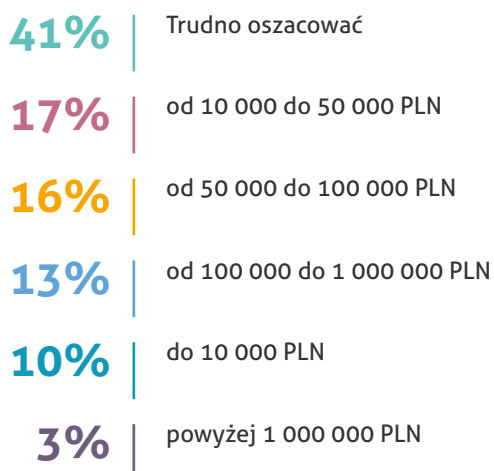 41% Trudno oszacować
17% od 10 000 do 50 000 PLN
16% od 50 000 do 100 000 PLN
13% od 100 000 do 1 000 000 PLN
10% do 10 000 PLN
3% powyżej 1 000 000 PLN